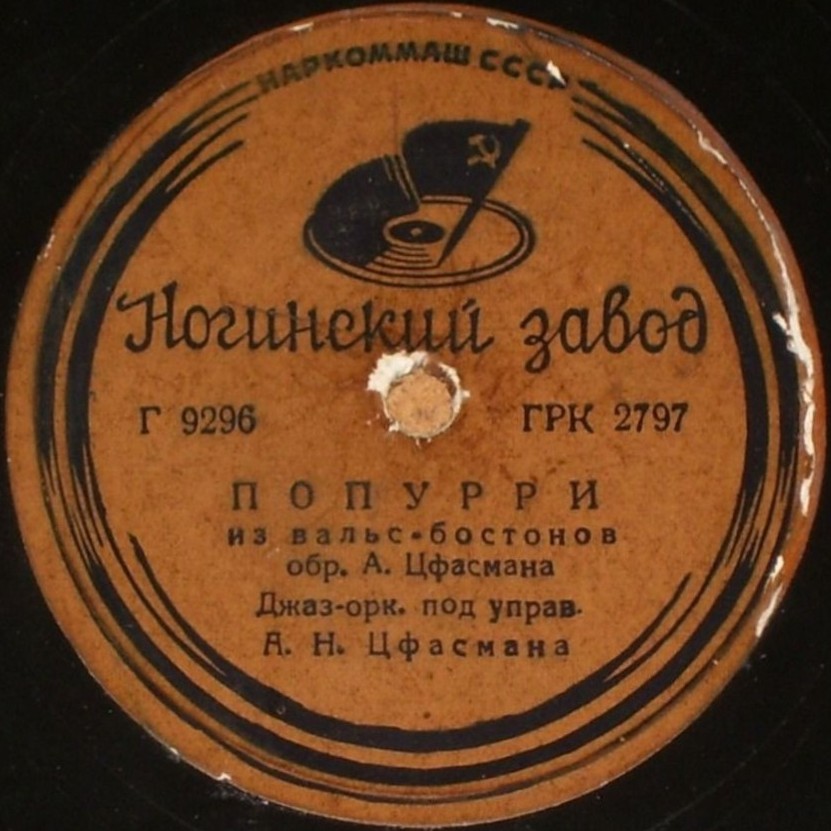 НАРКОММАШ СССР
Ногинский завод
Г 9296 ГРК 2797
ПОПУРРИ
из вальс-бостонов
обр. А. Цфасмана
Джаз-орк. под управ.
А. Н. Цфасмана